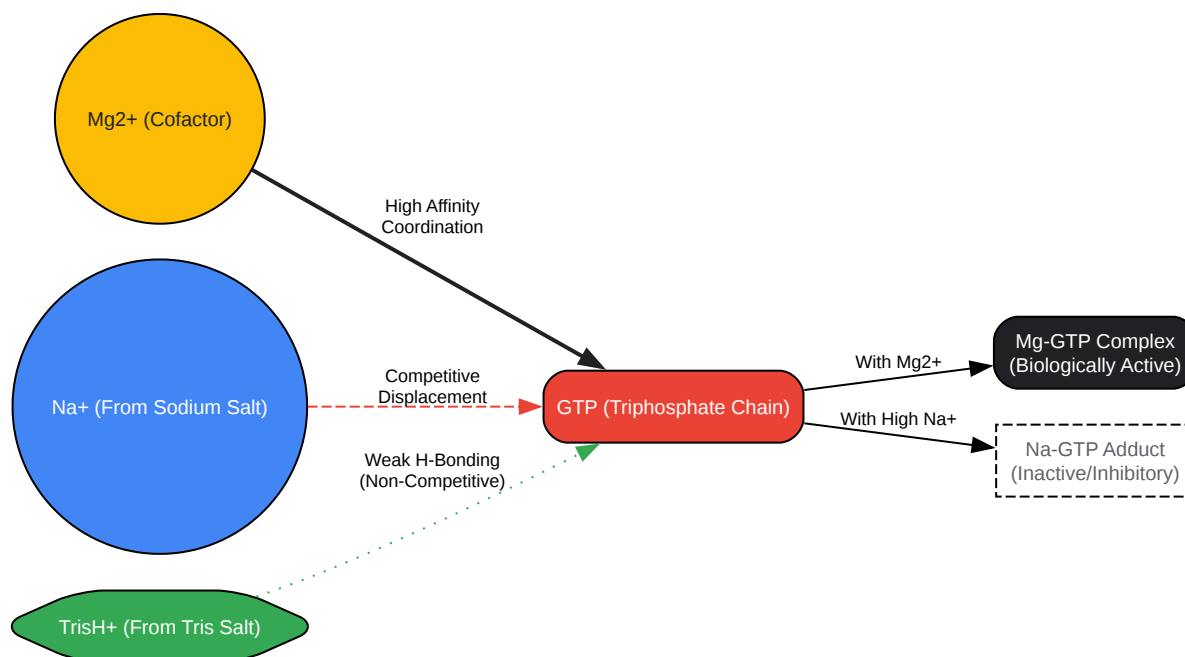 Mg2+ (Cofactor)
High Affinity
Coordination
Na+ (From Sodium Salt)
Competitive
Displacement
GTP (Triphosphate Chain)
With Mg2+
Mg-GTP Complex
(Biologically Active)
With High Na+
Na-GTP Adduct
(Inactive/Inhibitory)
Weak H-Bonding
(Non-Competitive)
TrisH+ (From Tris Salt)